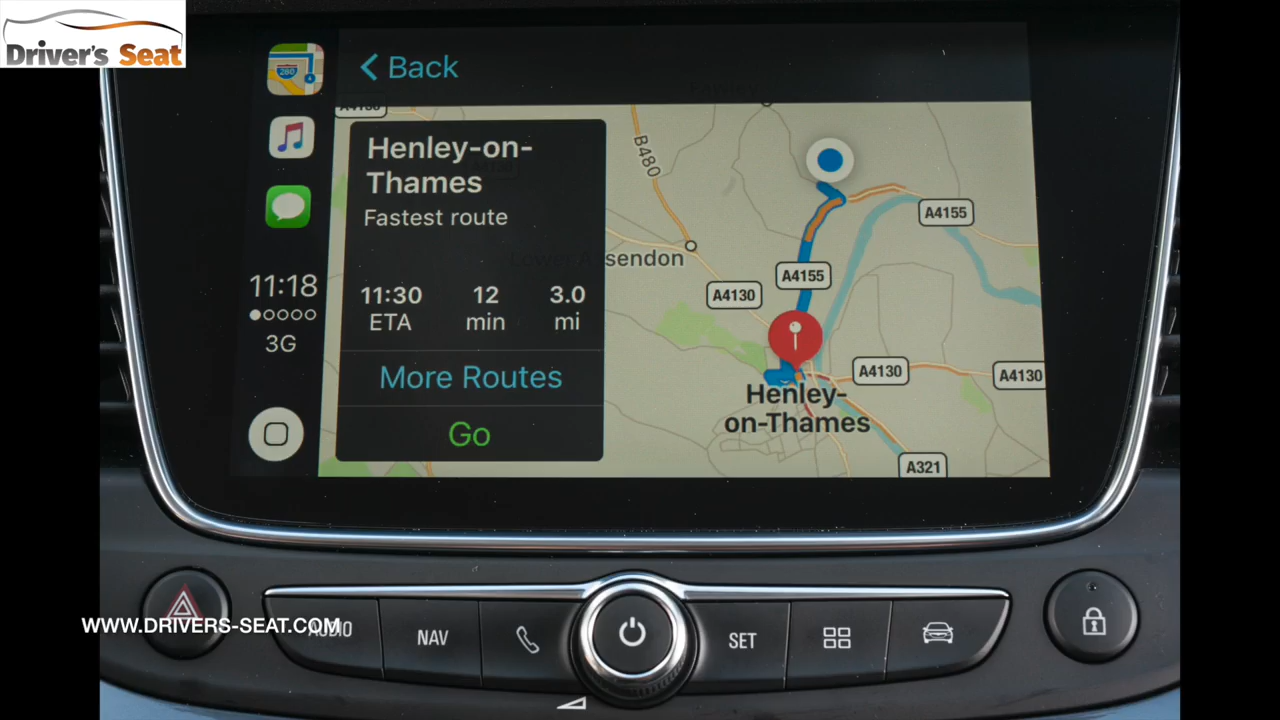 Driver's Seat
Back
280
Henley-on-
Thames
Fastest route
11:30
ETA
12
min
3.0
mi
More Routes
Go
11:18
3G
B480
A4155
sendon
A4155
A4130
A4130
A4130
Henley-
on-Thames
A321
WWW.DRIVERS-SEAT.COM
AUDIO
NAV
SET